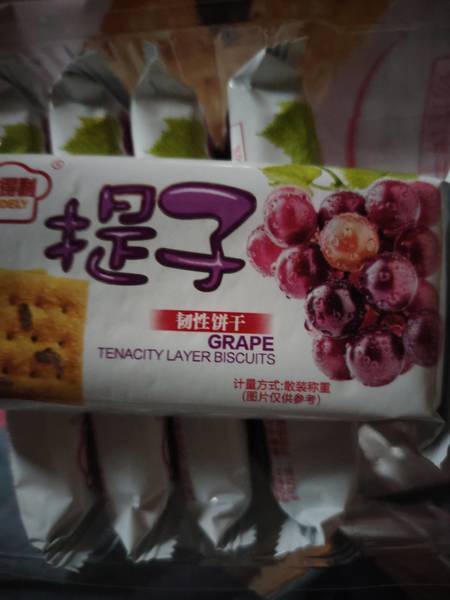 提子
韧性饼干
GRAPE
TENACITY LAYER BISCUITS
计量方式:散装称重
(图片仅供参考)